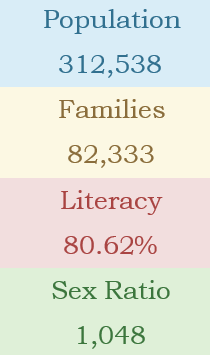 Population
312,538
Families
82,333
Literacy
80.62%
Sex Ratio
1,048